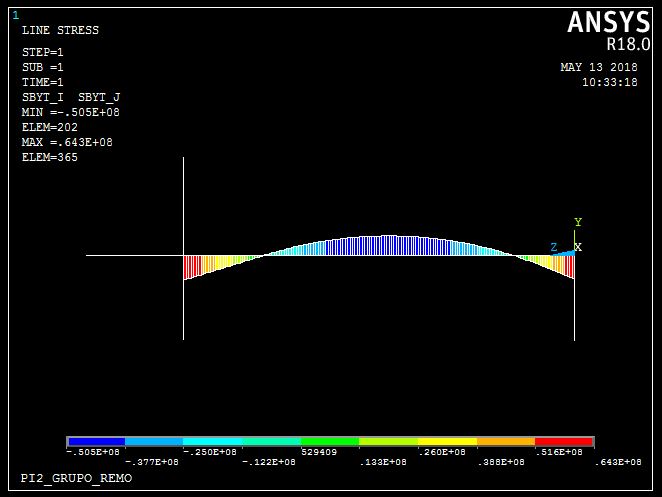 1
ANSYS
R18.0
LINE STRESS
STEP=1
SUB =1
TIME=1
SBYT_I  SBYT_J
MIN =-.505E+08
ELEM=202
MAX =.643E+08
ELEM=365
MAY 13 2018
10:33:18
Y
Z X
-.505E+08 -.250E+08 529409 .260E+08 .516E+08
-.377E+08 -.122E+08 .133E+08 .388E+08 .643E+08
PI2_GRUPO_REMO